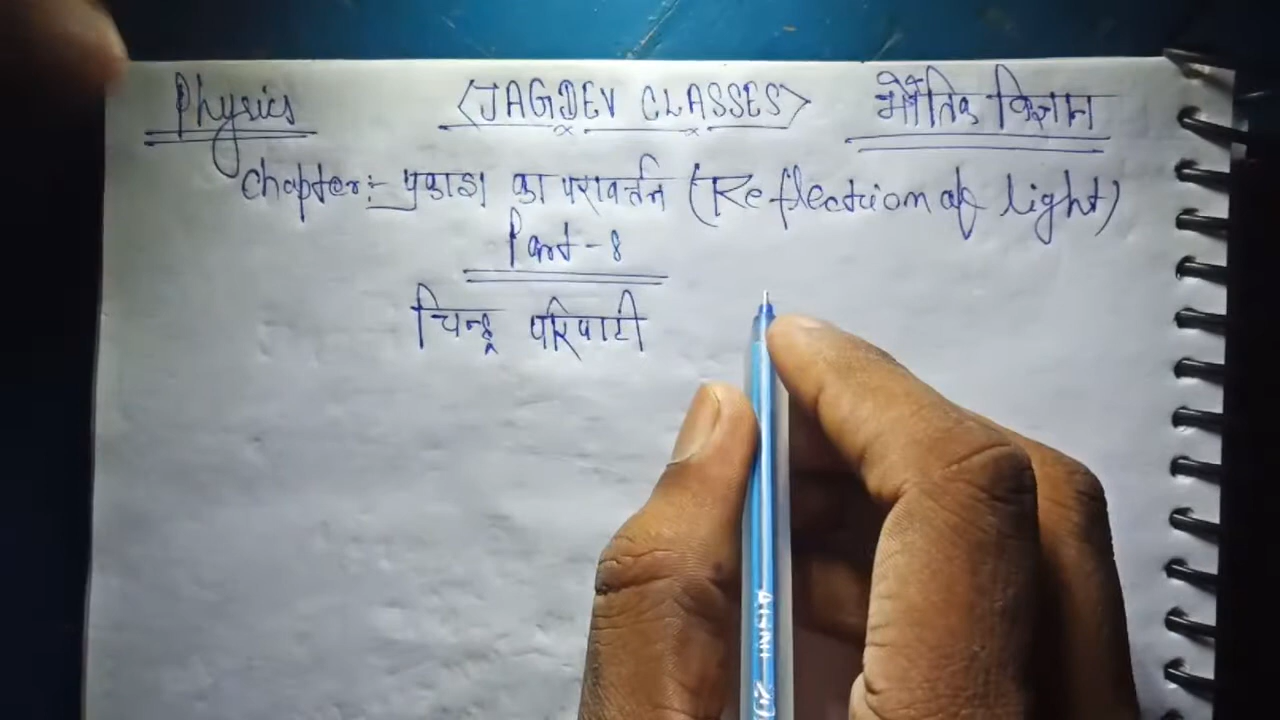 Physics <JAGDEV CLASSES> भौतिक विज्ञान
Chapter:- प्रकाश का परावर्तन (Reflection of light)
Part-8
चिन्ह परिपाटी